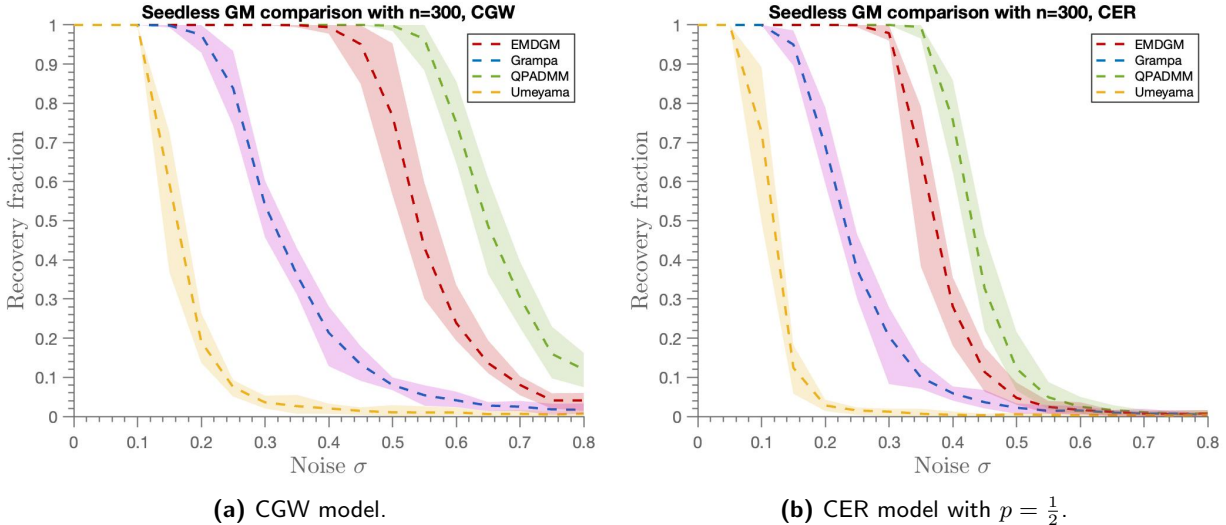 Seedless GM comparison with n=300, CGW
1
0.9
0.8
0.7
0.6
0.5
0.4
0.3
0.2
0.1
0
Recovery fraction
EMDGM
Grampa
QPADMM
Umeyama
0 0.1 0.2 0.3 0.4 0.5 0.6 0.7 0.8
Noise σ
(a) CGW model.
Seedless GM comparison with n=300, CER
1
0.9
0.8
0.7
0.6
0.5
0.4
0.3
0.2
0.1
0
Recovery fraction
EMDGM
Grampa
QPADMM
Umeyama
0 0.1 0.2 0.3 0.4 0.5 0.6 0.7 0.8
Noise σ
(b) CER model with p = 1/2.